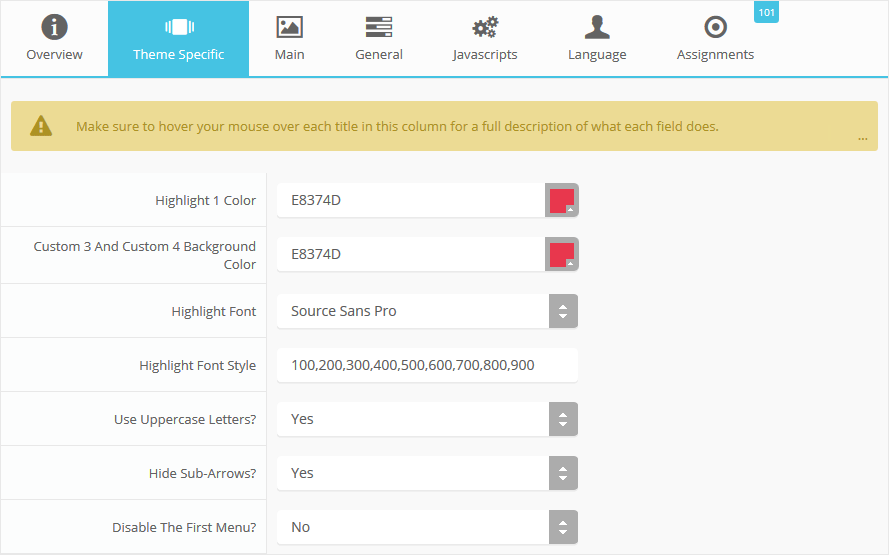 101
Overview
Theme Specific
Main
General
Javascripts
Language
Assignments
Make sure to hover your mouse over each title in this column for a full description of what each field does.
...
Highlight 1 Color
E8374D
Custom 3 And Custom 4 Background
Color
E8374D
Highlight Font
Source Sans Pro
Highlight Font Style
100,200,300,400,500,600,700,800,900
Use Uppercase Letters?
Yes
Hide Sub-Arrows?
Yes
Disable The First Menu?
No